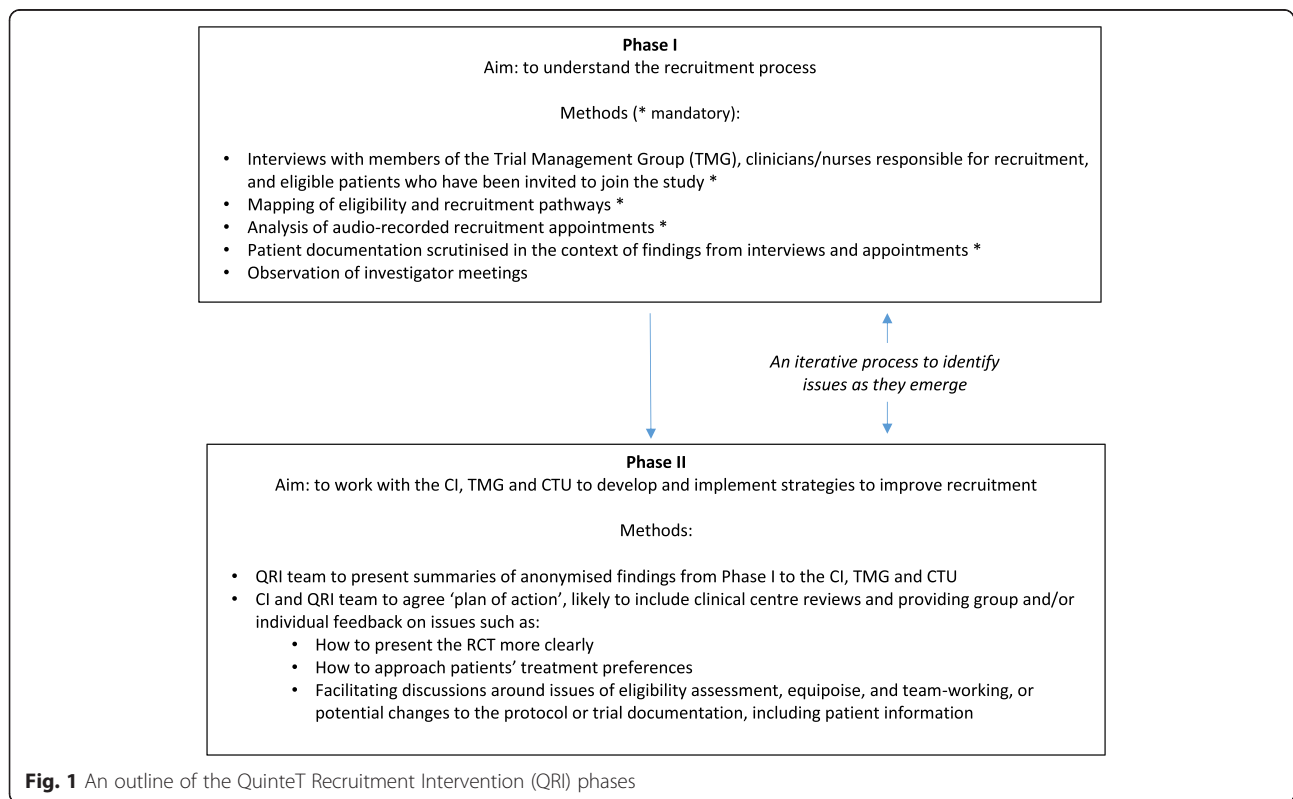 Phase I
Aim: to understand the recruitment process
Methods (* mandatory):
• Interviews with members of the Trial Management Group (TMG), clinicians/nurses responsible for recruitment,
and eligible patients who have been invited to join the study *
• Mapping of eligibility and recruitment pathways *
• Analysis of audio-recorded recruitment appointments *
• Patient documentation scrutinised in the context of findings from interviews and appointments *
• Observation of investigator meetings
An iterative process to identify
issues as they emerge
Phase II
Aim: to work with the CI, TMG and CTU to develop and implement strategies to improve recruitment
Methods:
• QRI team to present summaries of anonymised findings from Phase I to the CI, TMG and CTU
• CI and QRI team to agree ‘plan of action’, likely to include clinical centre reviews and providing group and/or
individual feedback on issues such as:
• How to present the RCT more clearly
• How to approach patients’ treatment preferences
• Facilitating discussions around issues of eligibility assessment, equipoise, and team-working, or
potential changes to the protocol or trial documentation, including patient information
Fig. 1 An outline of the QuinteT Recruitment Intervention (QRI) phases